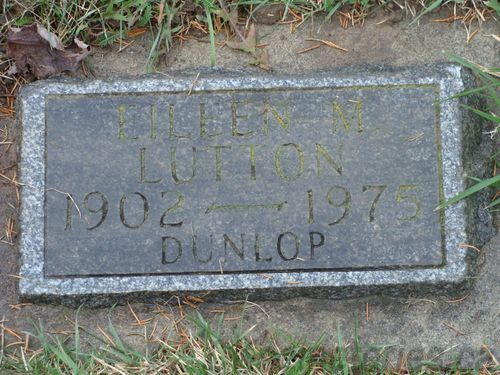 EILEEN M.
LUTTON
1902 — 1975
DUNLOP